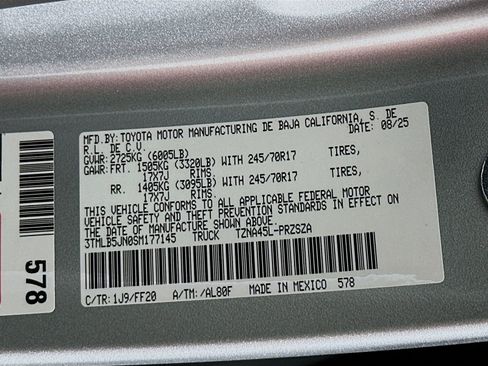 MFD.BY:TOYOTA MOTOR MANUFACTURING DE BAJA CALIFORNIA, S. DE
R.L. DE C.V. DATE: 08/25
GVWR: 2725KG (6005LB)
GAWR:FRT. 1505KG (3320LB) WITH 245/70R17 TIRES,
17X7J RIMS.
RR. 1405KG (3095LB) WITH 245/70R17 TIRES,
17X7J RIMS.
THIS VEHICLE CONFORMS TO ALL APPLICABLE FEDERAL MOTOR
VEHICLE SAFETY AND THEFT PREVENTION STANDARDS IN EFFECT ON
THE DATE OF MANUFACTURE SHOWN ABOVE.
3TMLB5JN0SM177145 TRUCK TZNA45L-PRZSZA
C/TR: 1J9/FF20 A/TM: /AL80F MADE IN MEXICO 578
578